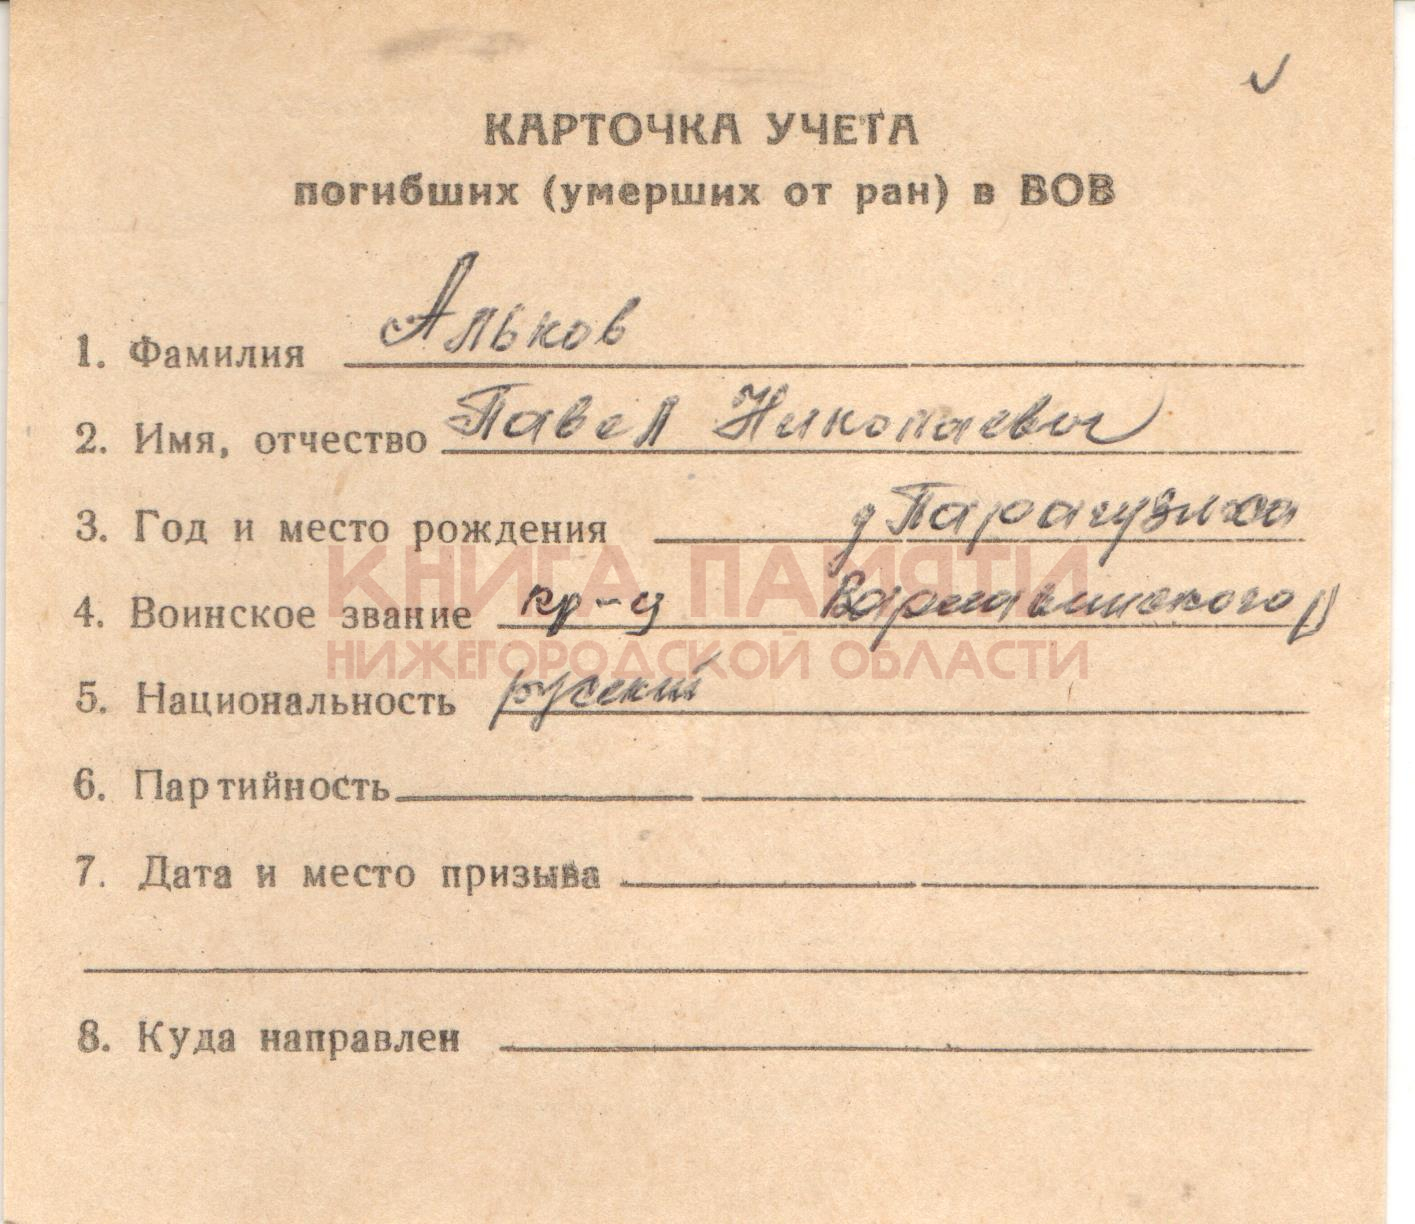 КАРТОЧКА УЧЕТА
погибших (умерших от ран) в ВОВ
1. Фамилия Альков
2. Имя, отчество Павел Николаевич
3. Год и место рождения д Парагузиха
4. Воинское звание кр-ц Варнавинского р
5. Национальность русский
6. Партийность
7. Дата и место призыва
8. Куда направлен
КНИГА ПАМЯТИ
НИЖЕГОРОДСКОЙ ОБЛАСТИ